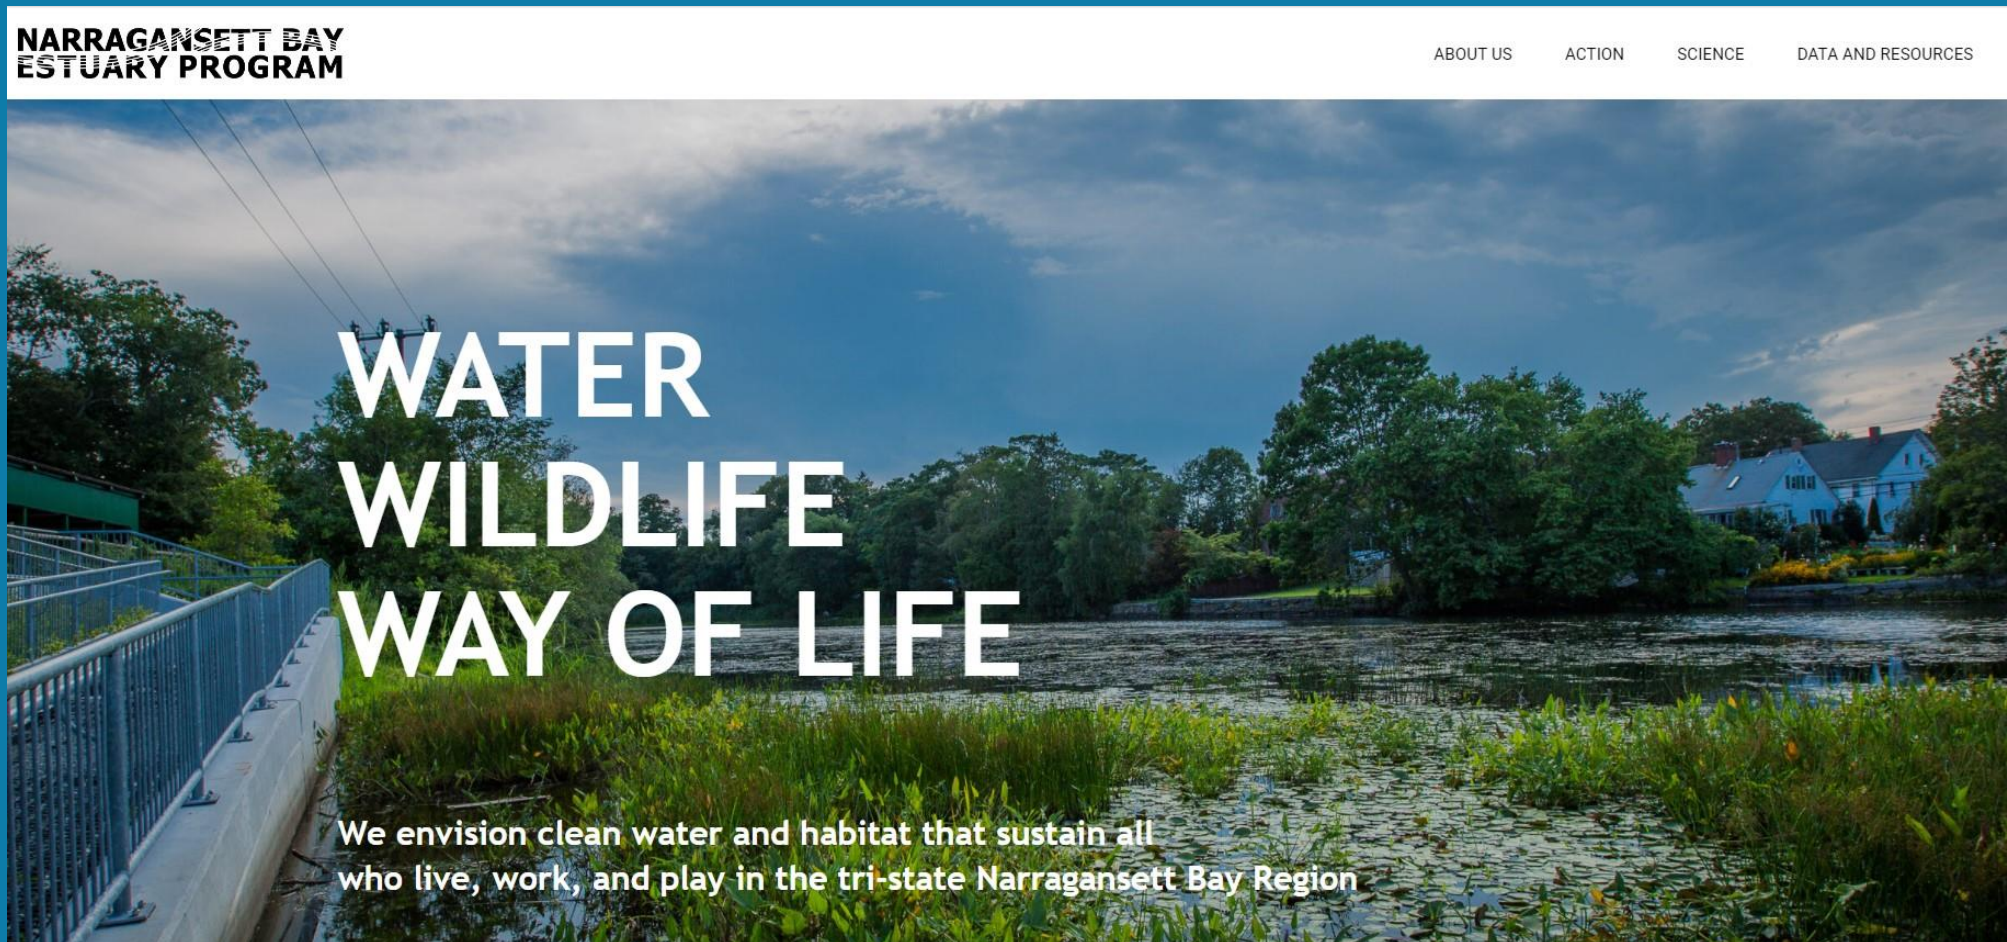 NARRAGANSETT BAY
ESTUARY PROGRAM
ABOUT US
ACTION
SCIENCE
DATA AND RESOURCES
WATER
WILDLIFE
WAY OF LIFE
We envision clean water and habitat that sustain all
who live, work, and play in the tri-state Narragansett Bay Region